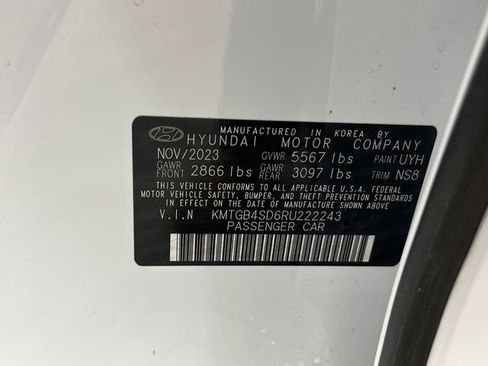 MANUFACTURED IN KOREA BY
HYUNDAI MOTOR COMPANY
NOV/2023 GVWR 5567 lbs PAINT UYH
GAWR FRONT 2866 lbs GAWR REAR 3097 lbs TRIM NS8
THIS VEHICLE CONFORMS TO ALL APPLICABLE U.S.A. FEDERAL
MOTOR VEHICLE SAFETY, BUMPER, AND THEFT PREVENTION
STANDARDS IN EFFECT ON THE DATE OF MANUFACTURE SHOWN ABOVE.
V.I.N KMTGB4SD6RU222243
PASSENGER CAR